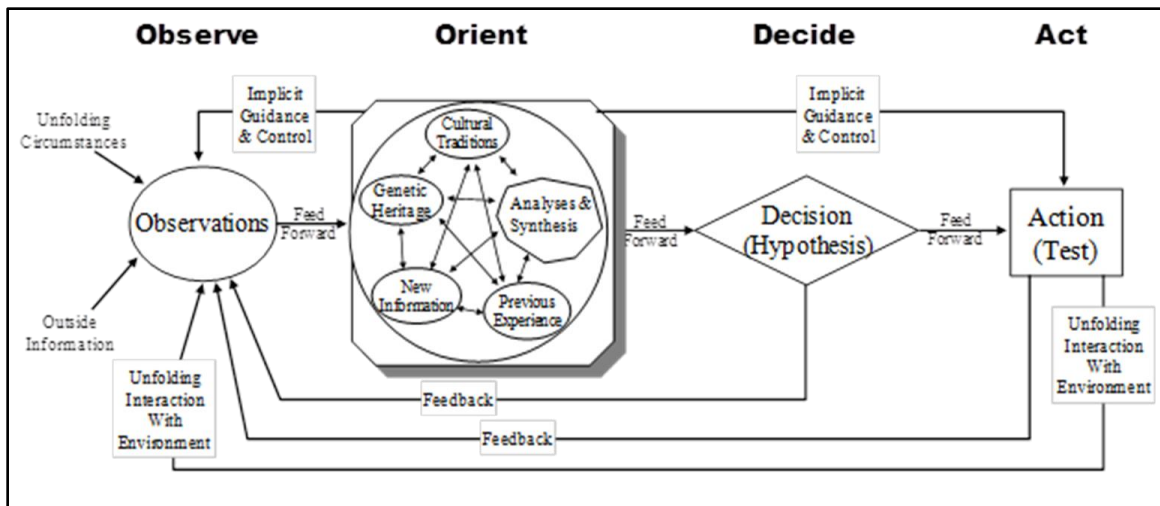 Observe
Orient
Decide
Act
Implicit
Guidance
& Control
Implicit
Guidance
& Control
Unfolding
Circumstances
Cultural
Traditions
Genetic
Heritage
Analyses &
Synthesis
Observations
Feed
Forward
Feed
Forward
Decision
(Hypothesis)
Feed
Forward
Action
(Test)
New
Information
Previous
Experience
Outside
Information
Unfolding
Interaction
With
Environment
Unfolding
Interaction
With
Environment
Feedback
Feedback